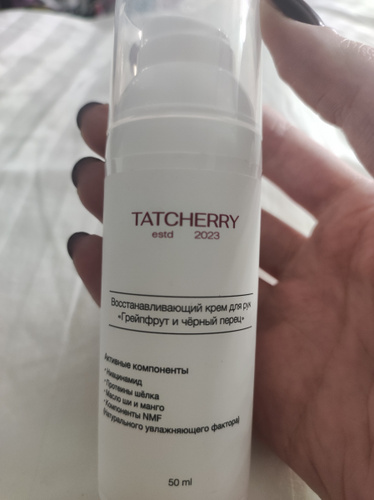 TATCHERRY
estd 2023
Восстанавливающий крем для рук
«Грейпфрут и чёрный перец»
Активные компоненты
• Ниацинамид
• Протеины шёлка
• Масло ши и манго
• Компоненты NMF
(Натурального увлажняющего фактора)
50 ml